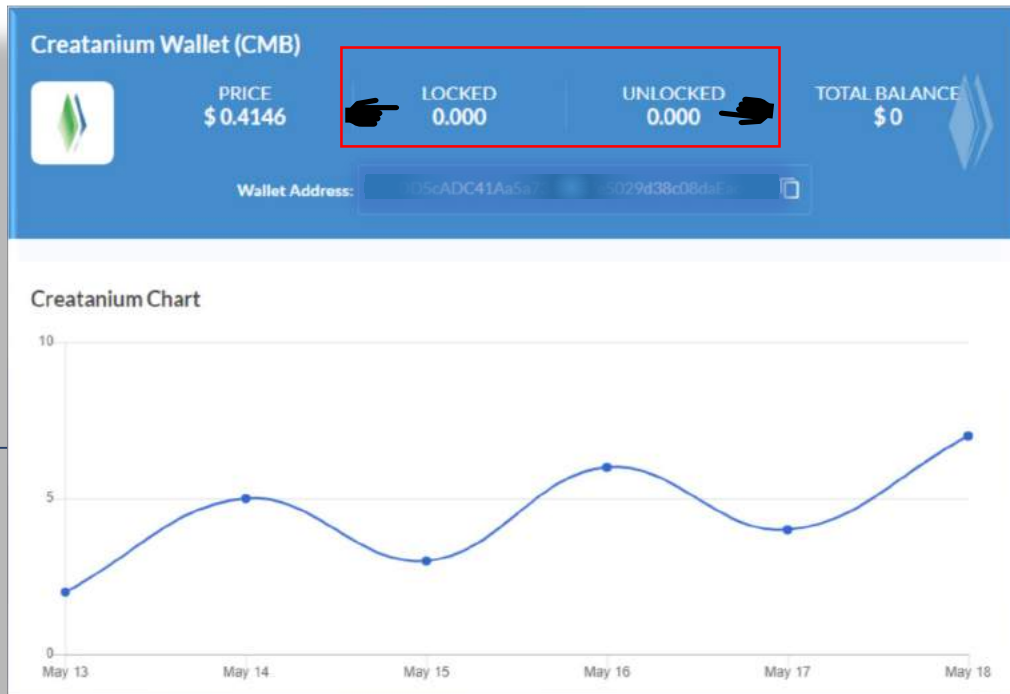 Creatanium Wallet (CMB)
PRICE LOCKED UNLOCKED TOTAL BALANCE
$ 0.4146 0.000 0.000 $ 0
Wallet Address:
Creatanium Chart
10
5
0
May 13 May 14 May 15 May 16 May 17 May 18